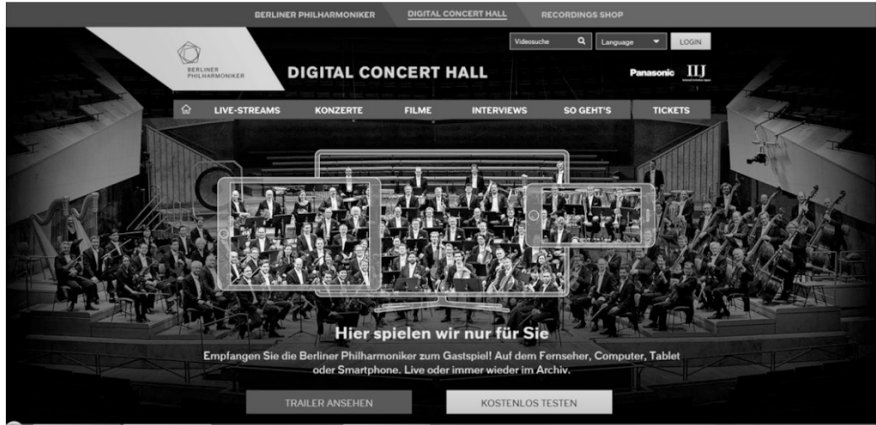 BERLINER PHILHARMONIKER DIGITAL CONCERT HALL RECORDINGS SHOP
Videosuche Language LOGIN
BERLINER
PHILHARMONIKER
DIGITAL CONCERT HALL
Panasonic IIJ
LIVE-STREAMS KONZERTE FILME INTERVIEWS SO GEHT'S TICKETS
Hier spielen wir nur für Sie
Empfangen Sie die Berliner Philharmoniker zum Gastspiel! Auf dem Fernseher, Computer, Tablet
oder Smartphone. Live oder immer wieder im Archiv.
TRAILER ANSEHEN KOSTENLOS TESTEN